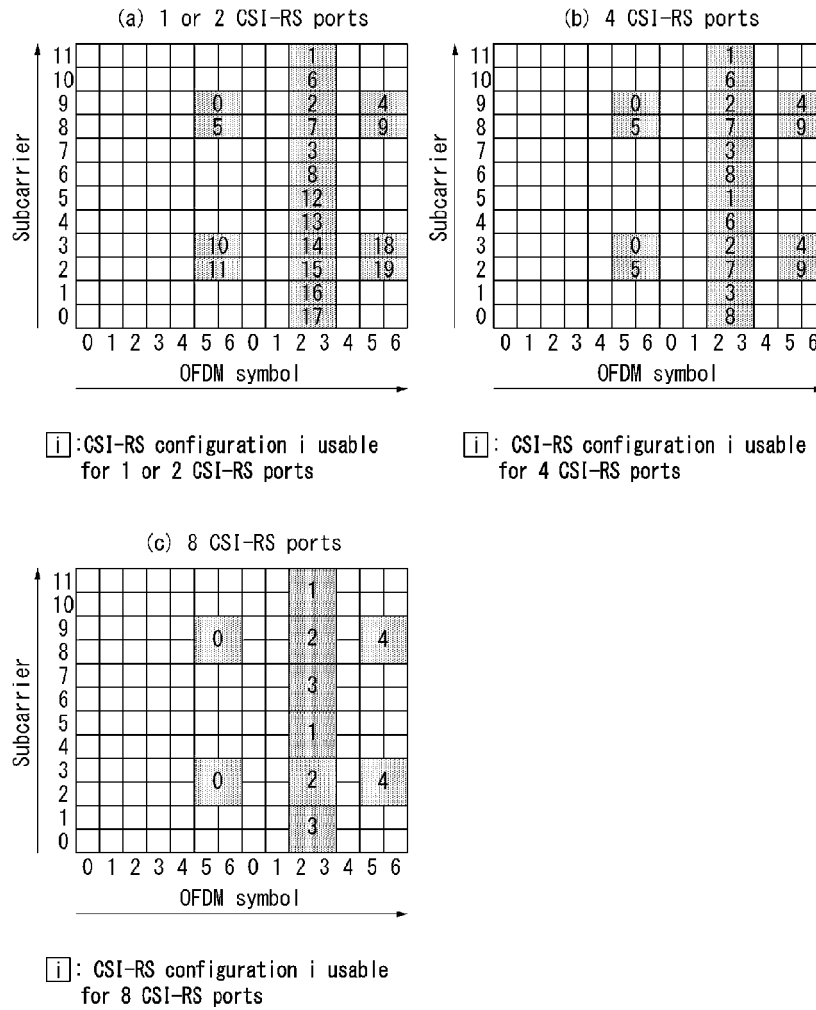 (a) 1 or 2 CSI-RS ports
Subcarrier
11 1
10 6
9 0 2 4
8 5 7 9
7 3
6 8
5 12
4 13
3 10 14 18
2 11 15 19
1 16
0 17
0 1 2 3 4 5 6 0 1 2 3 4 5 6
OFDM symbol
i : CSI-RS configuration i usable
for 1 or 2 CSI-RS ports
(b) 4 CSI-RS ports
Subcarrier
11 1
10 6
9 0 2 4
8 5 7 9
7 3
6 8
5 1
4 6
3 0 2 4
2 5 7 9
1 3
0 8
0 1 2 3 4 5 6 0 1 2 3 4 5 6
OFDM symbol
i : CSI-RS configuration i usable
for 4 CSI-RS ports
(c) 8 CSI-RS ports
Subcarrier
11
1
10
9
0 2 4
8
7
3
6
5
1
4
3
0 2 4
2
1
3
0
0 1 2 3 4 5 6 0 1 2 3 4 5 6
OFDM symbol
i : CSI-RS configuration i usable
for 8 CSI-RS ports